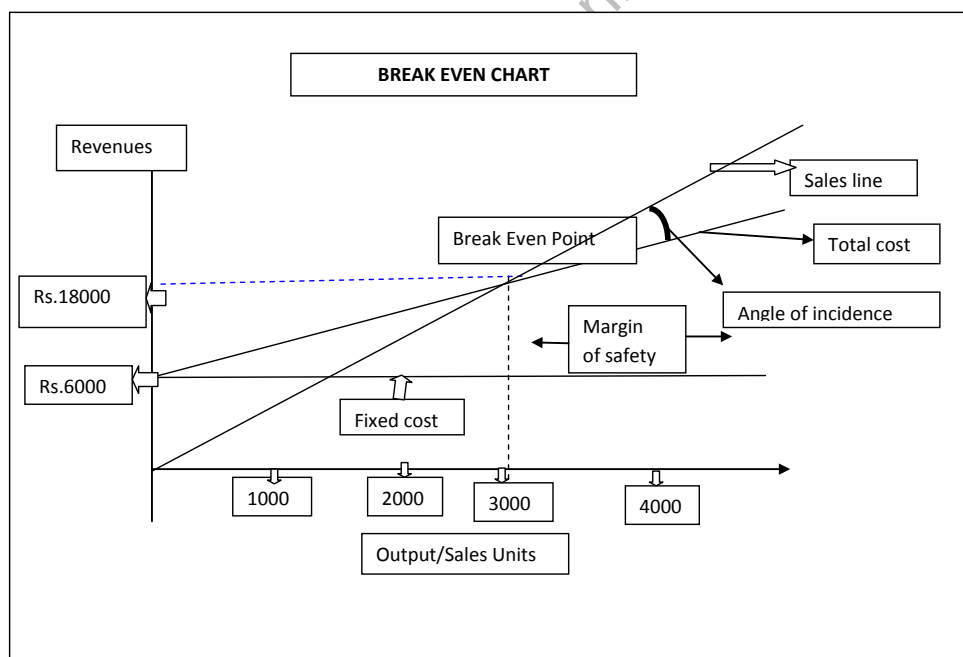 BREAK EVEN CHART
Revenues
Sales line
Break Even Point
Total cost
Rs.18000
Angle of incidence
Margin
of safety
Rs.6000
Fixed cost
1000
2000
3000
4000
Output/Sales Units